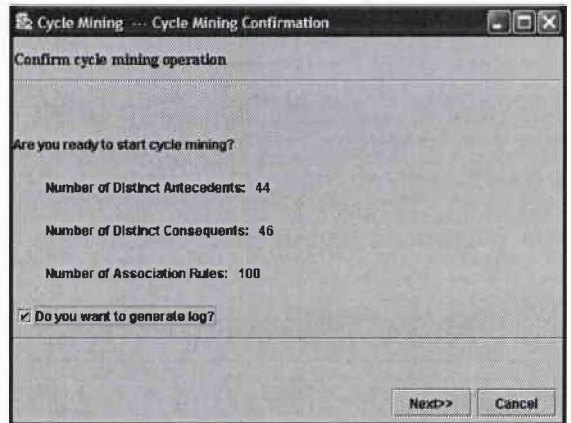 Cycle Mining --- Cycle Mining Confirmation
Confirm cycle mining operation
Are you ready to start cycle mining?
Number of Distinct Antecedents: 44
Number of Distinct Consequents: 46
Number of Association Rules: 100
Do you want to generate log?
Next>> Cancel